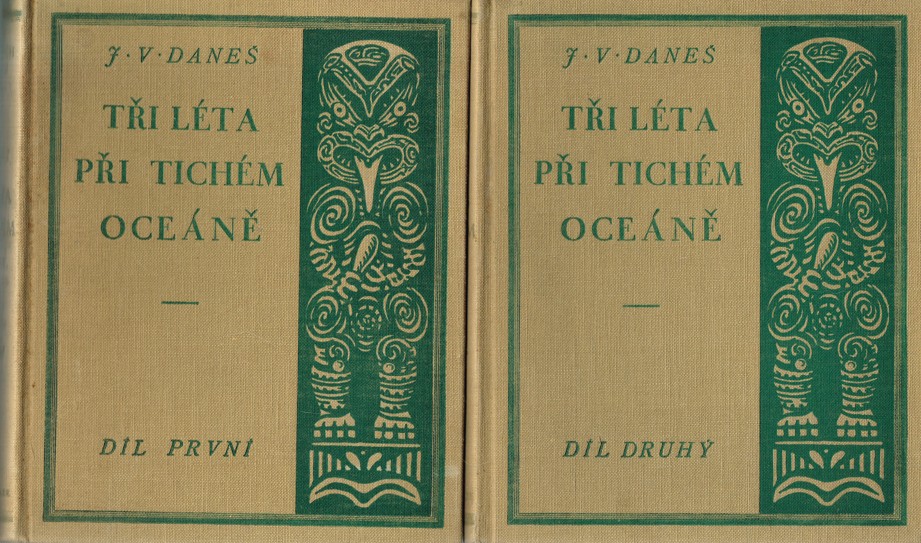 J·V·DANEŠ
TŘI LÉTA
PŘI TICHÉM
OCEÁNĚ
DÍL PRVNÍ
J·V·DANEŠ
TŘI LÉTA
PŘI TICHÉM
OCEÁNĚ
DÍL DRUHÝ